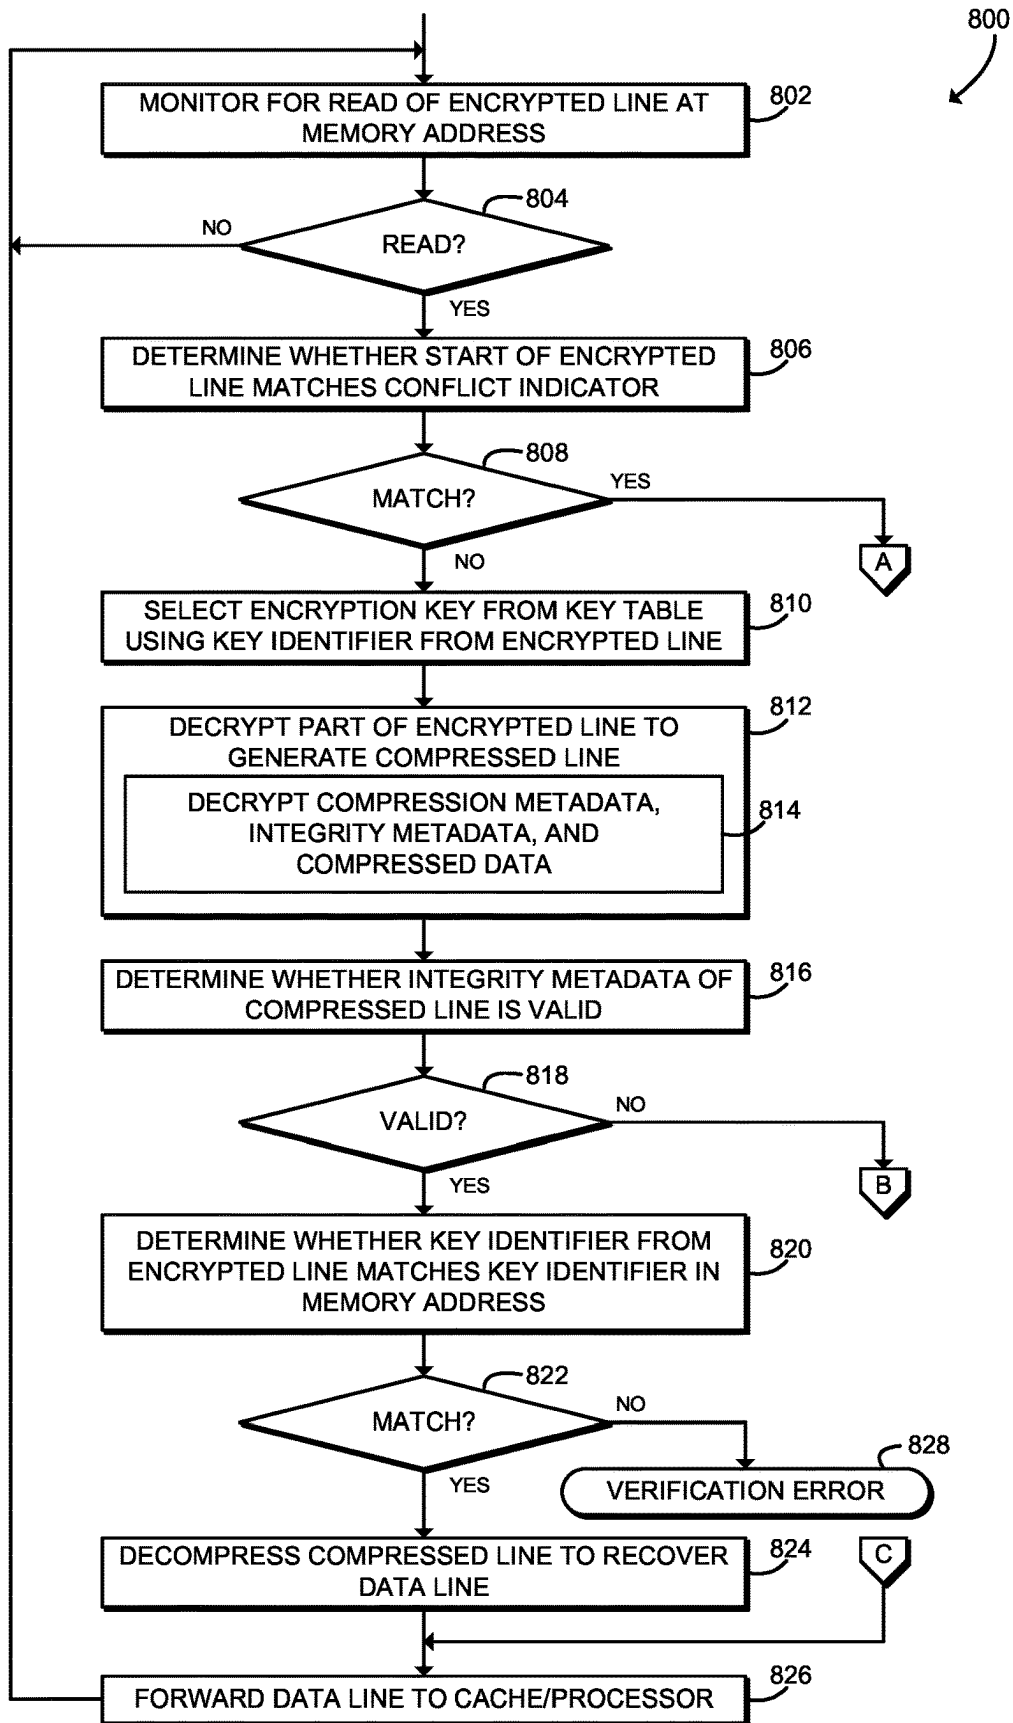 800
MONITOR FOR READ OF ENCRYPTED LINE AT
MEMORY ADDRESS
802
804
NO
READ?
YES
DETERMINE WHETHER START OF ENCRYPTED
LINE MATCHES CONFLICT INDICATOR
806
808
MATCH?
YES
A
NO
SELECT ENCRYPTION KEY FROM KEY TABLE
USING KEY IDENTIFIER FROM ENCRYPTED LINE
810
DECRYPT PART OF ENCRYPTED LINE TO
GENERATE COMPRESSED LINE
812
DECRYPT COMPRESSION METADATA,
INTEGRITY METADATA, AND
COMPRESSED DATA
814
DETERMINE WHETHER INTEGRITY METADATA OF
COMPRESSED LINE IS VALID
816
818
VALID?
NO
B
YES
DETERMINE WHETHER KEY IDENTIFIER FROM
ENCRYPTED LINE MATCHES KEY IDENTIFIER IN
MEMORY ADDRESS
820
822
MATCH?
NO
828
VERIFICATION ERROR
YES
DECOMPRESS COMPRESSED LINE TO RECOVER
DATA LINE
824
C
FORWARD DATA LINE TO CACHE/PROCESSOR
826